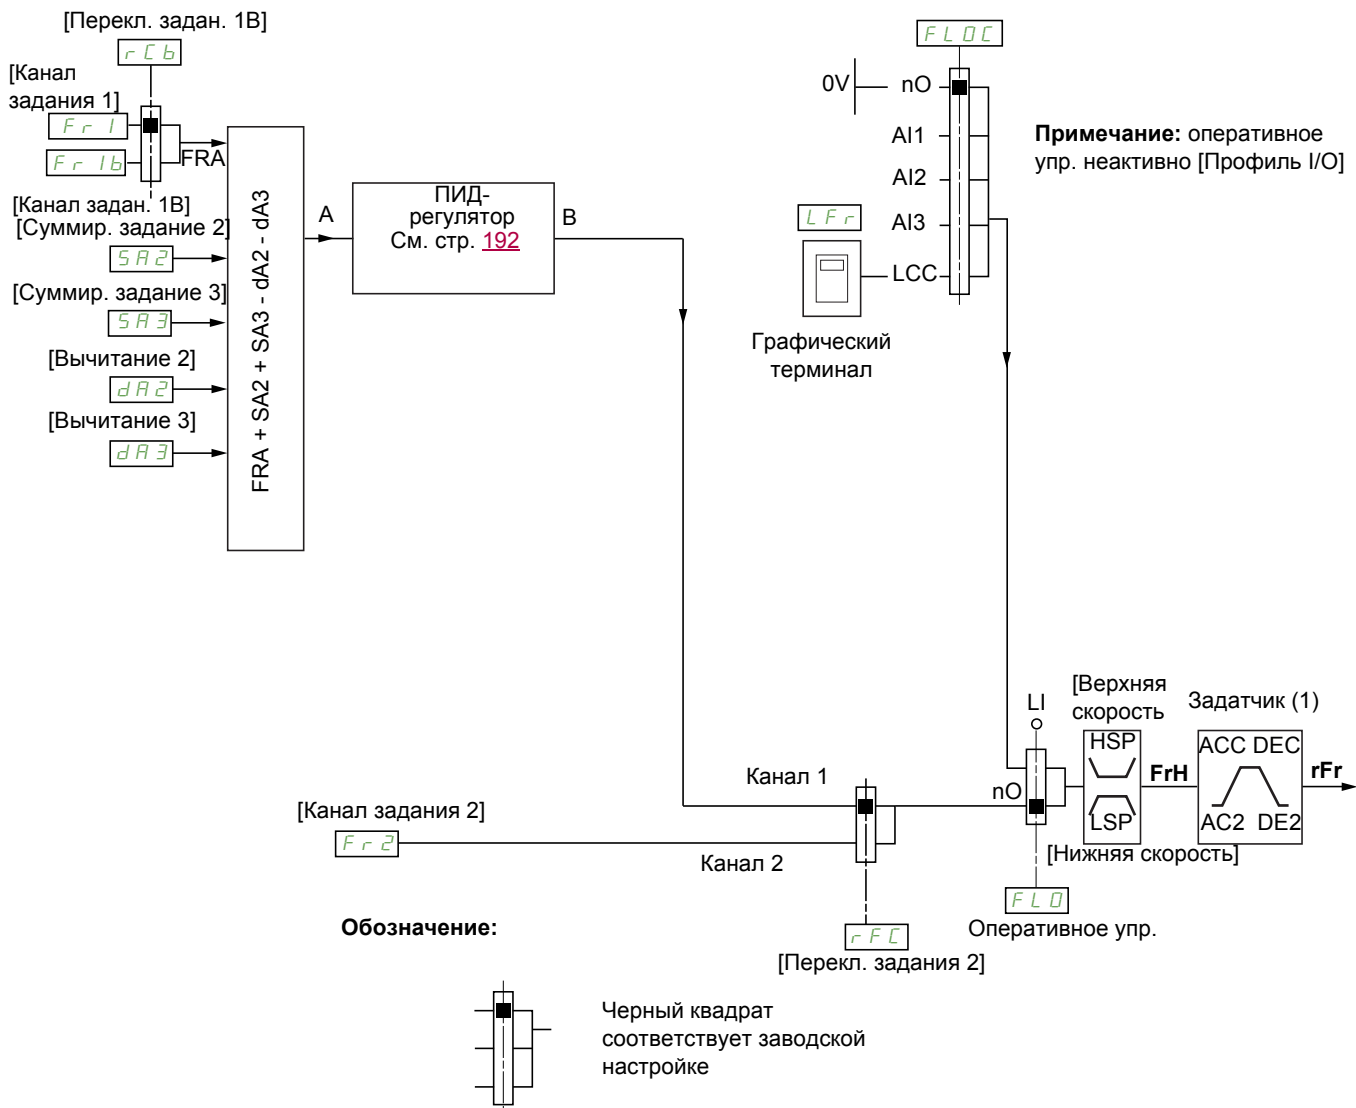 [Перекл. задан. 1B]
rCb
[Канал
задания 1]
Fr1
Fr1b
FRA
[Канал задан. 1B]
[Суммир. задание 2]
SA2
[Суммир. задание 3]
SA3
[Вычитание 2]
dA2
[Вычитание 3]
dA3
FRA + SA2 + SA3 - dA2 - dA3
A
ПИД-
регулятор
См. стр. 192
B
FLOC
0V
nO
AI1
AI2
AI3
LFr
LCC
Графический
терминал
Примечание: оперативное
упр. неактивно [Профиль I/O]
LI
[Верхняя
скорость
HSP
LSP
[Нижняя скорость]
FrH
Задатчик (1)
ACC DEC
AC2 DE2
rFr
Канал 1
nO
[Канал задания 2]
Fr2
Канал 2
FLO
Оперативное упр.
rFC
[Перекл. задания 2]
Обозначение:
Черный квадрат
соответствует заводской
настройке